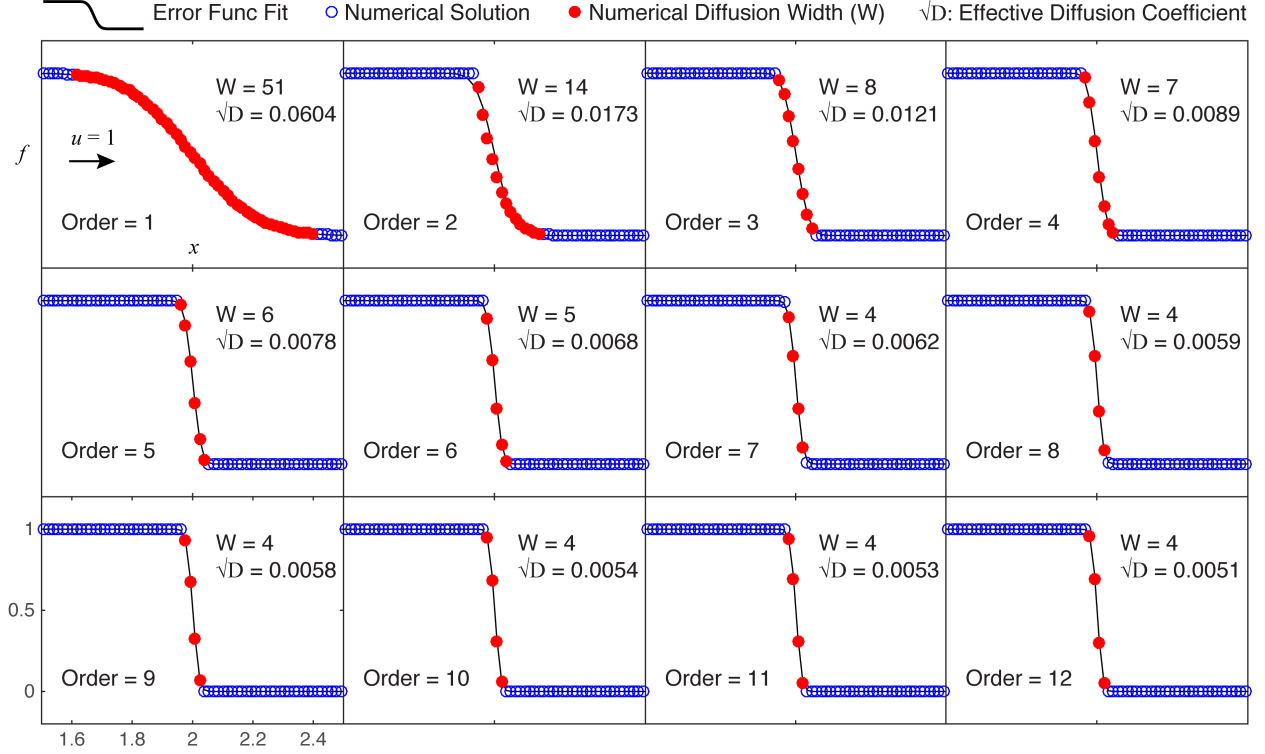 Error Func Fit
Numerical Solution
Numerical Diffusion Width (W)
√D: Effective Diffusion Coefficient
W = 51
√D = 0.0604
u = 1
f
Order = 1
x
W = 14
√D = 0.0173
Order = 2
W = 8
√D = 0.0121
Order = 3
W = 7
√D = 0.0089
Order = 4
W = 6
√D = 0.0078
Order = 5
W = 5
√D = 0.0068
Order = 6
W = 4
√D = 0.0062
Order = 7
W = 4
√D = 0.0059
Order = 8
1
0.5
0
W = 4
√D = 0.0058
Order = 9
1.6 1.8 2 2.2 2.4
W = 4
√D = 0.0054
Order = 10
W = 4
√D = 0.0053
Order = 11
W = 4
√D = 0.0051
Order = 12